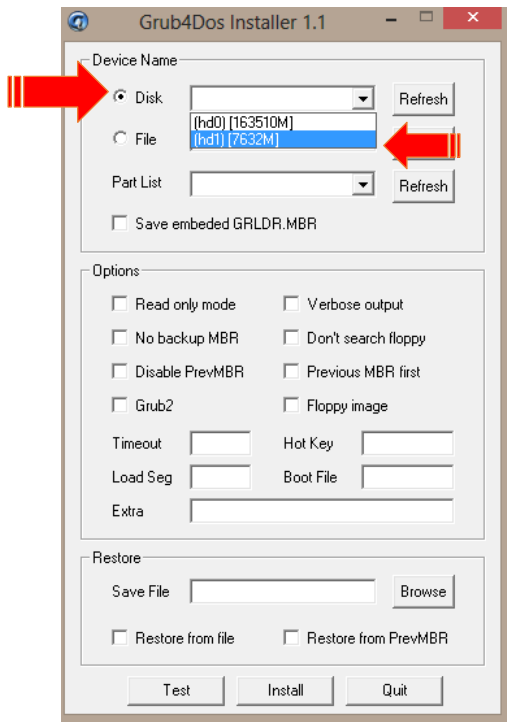 Grub4Dos Installer 1.1
Device Name
Disk
Refresh
(hd0) [163510M]
(hd1) [7632M]
File
Part List
Refresh
Save embeded GRLDR.MBR
Options
Read only mode Verbose output
No backup MBR Don't search floppy
Disable PrevMBR Previous MBR first
Grub2 Floppy image
Timeout Hot Key
Load Seg Boot File
Extra
Restore
Save File Browse
Restore from file Restore from PrevMBR
Test Install Quit